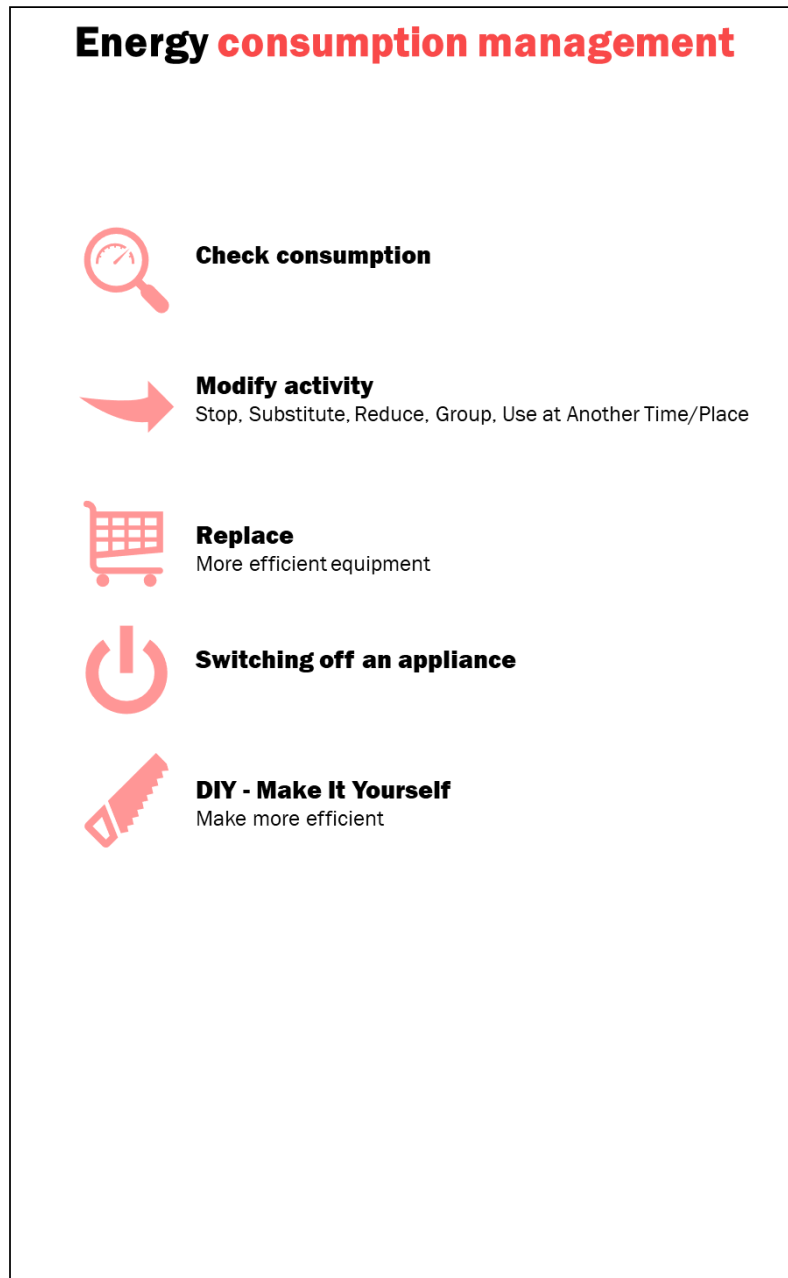 Energy consumption management
Check consumption
Modify activity
Stop, Substitute, Reduce, Group, Use at Another Time/Place
Replace
More efficient equipment
Switching off an appliance
DIY - Make It Yourself
Make more efficient